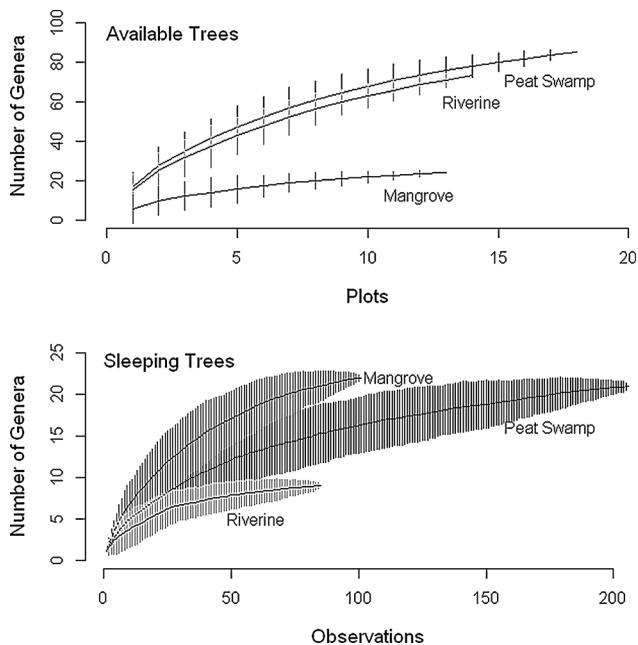 Available Trees
Number of Genera
100
80
60
40
20
0
Peat Swamp
Riverine
Mangrove
0 5 10 15 20
Plots
Sleeping Trees
Number of Genera
25
20
15
10
5
0
Mangrove
Peat Swamp
Riverine
0 50 100 150 200
Observations